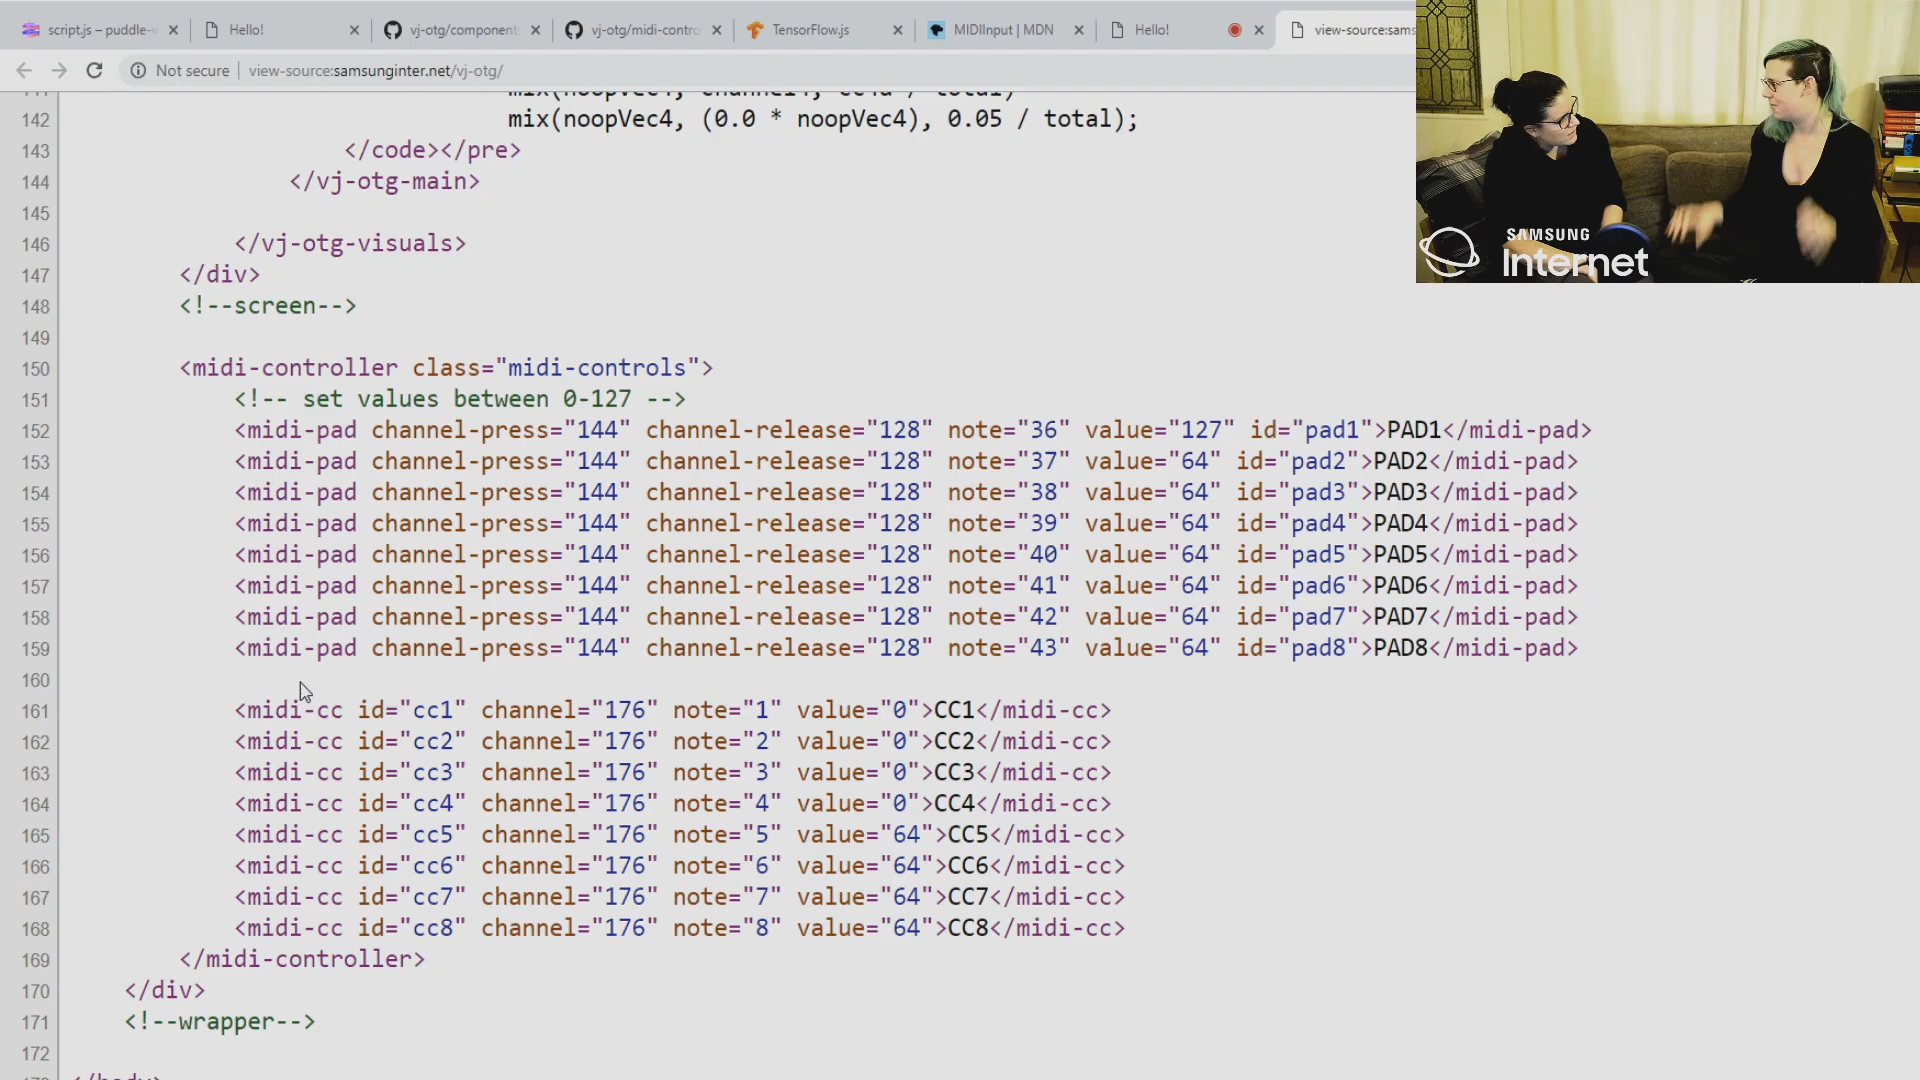 script.js – puddle-w
Hello!
vj-otg/component
vj-otg/midi-contro
TensorFlow.js
MIDIInput | MDN
Hello!
view-source:sams
Not secure
view-source:samsunginter.net/vj-otg/
142 mix(noopVec4, (0.0 * noopVec4), 0.05 / total);
143 </code></pre>
144 </vj-otg-main>
145
146 </vj-otg-visuals>
147 </div>
148 <!--screen-->
149
150 <midi-controller class="midi-controls">
151 <!-- set values between 0-127 -->
152 <midi-pad channel-press="144" channel-release="128" note="36" value="127" id="pad1">PAD1</midi-pad>
153 <midi-pad channel-press="144" channel-release="128" note="37" value="64" id="pad2">PAD2</midi-pad>
154 <midi-pad channel-press="144" channel-release="128" note="38" value="64" id="pad3">PAD3</midi-pad>
155 <midi-pad channel-press="144" channel-release="128" note="39" value="64" id="pad4">PAD4</midi-pad>
156 <midi-pad channel-press="144" channel-release="128" note="40" value="64" id="pad5">PAD5</midi-pad>
157 <midi-pad channel-press="144" channel-release="128" note="41" value="64" id="pad6">PAD6</midi-pad>
158 <midi-pad channel-press="144" channel-release="128" note="42" value="64" id="pad7">PAD7</midi-pad>
159 <midi-pad channel-press="144" channel-release="128" note="43" value="64" id="pad8">PAD8</midi-pad>
160
161 <midi-cc id="cc1" channel="176" note="1" value="0">CC1</midi-cc>
162 <midi-cc id="cc2" channel="176" note="2" value="0">CC2</midi-cc>
163 <midi-cc id="cc3" channel="176" note="3" value="0">CC3</midi-cc>
164 <midi-cc id="cc4" channel="176" note="4" value="0">CC4</midi-cc>
165 <midi-cc id="cc5" channel="176" note="5" value="64">CC5</midi-cc>
166 <midi-cc id="cc6" channel="176" note="6" value="64">CC6</midi-cc>
167 <midi-cc id="cc7" channel="176" note="7" value="64">CC7</midi-cc>
168 <midi-cc id="cc8" channel="176" note="8" value="64">CC8</midi-cc>
169 </midi-controller>
170 </div>
171 <!--wrapper-->
172
SAMSUNG
Internet